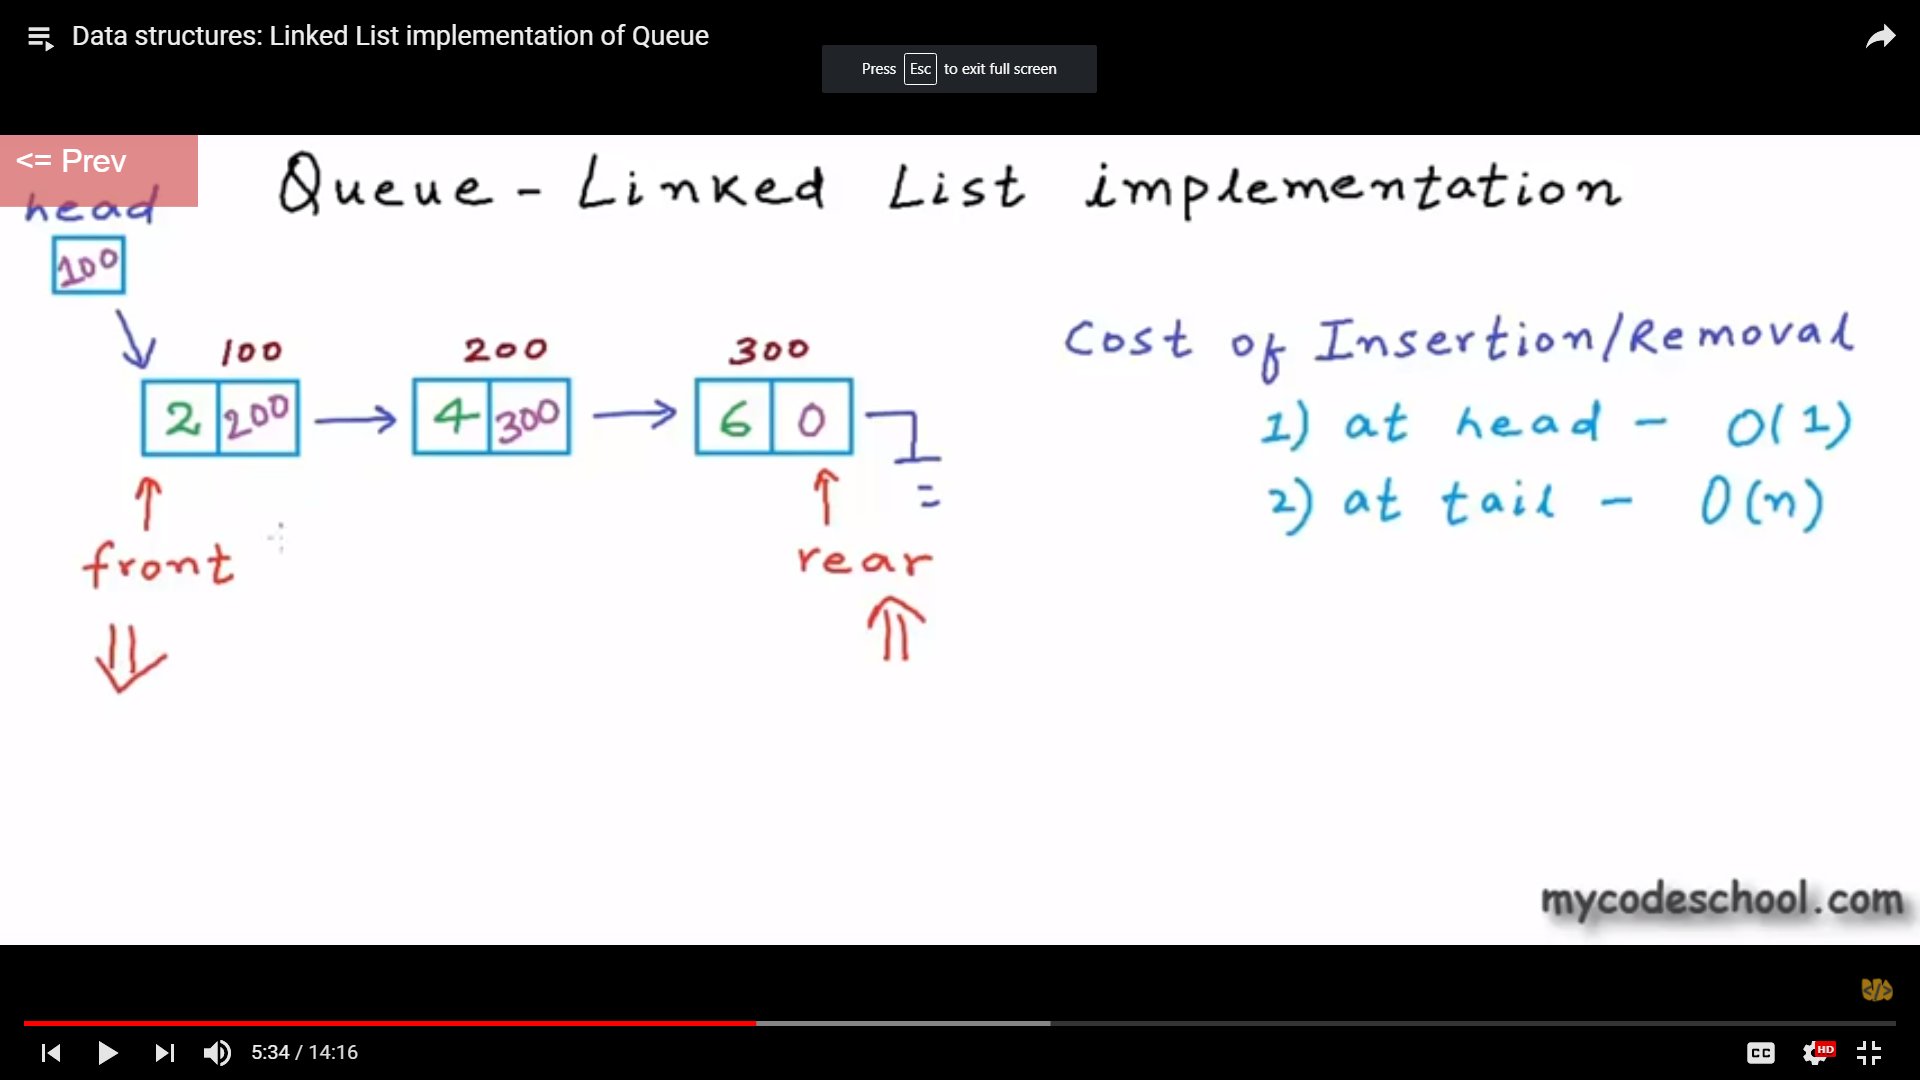 Data structures: Linked List implementation of Queue
Press Esc to exit full screen
<= Prev
Queue - Linked List implementation
head
100
100 200 300
2 200 4 300 6 0
front rear
Cost of Insertion/Removal
1) at head - O(1)
2) at tail - O(n)
mycodeschool.com
5:34 / 14:16
CC HD